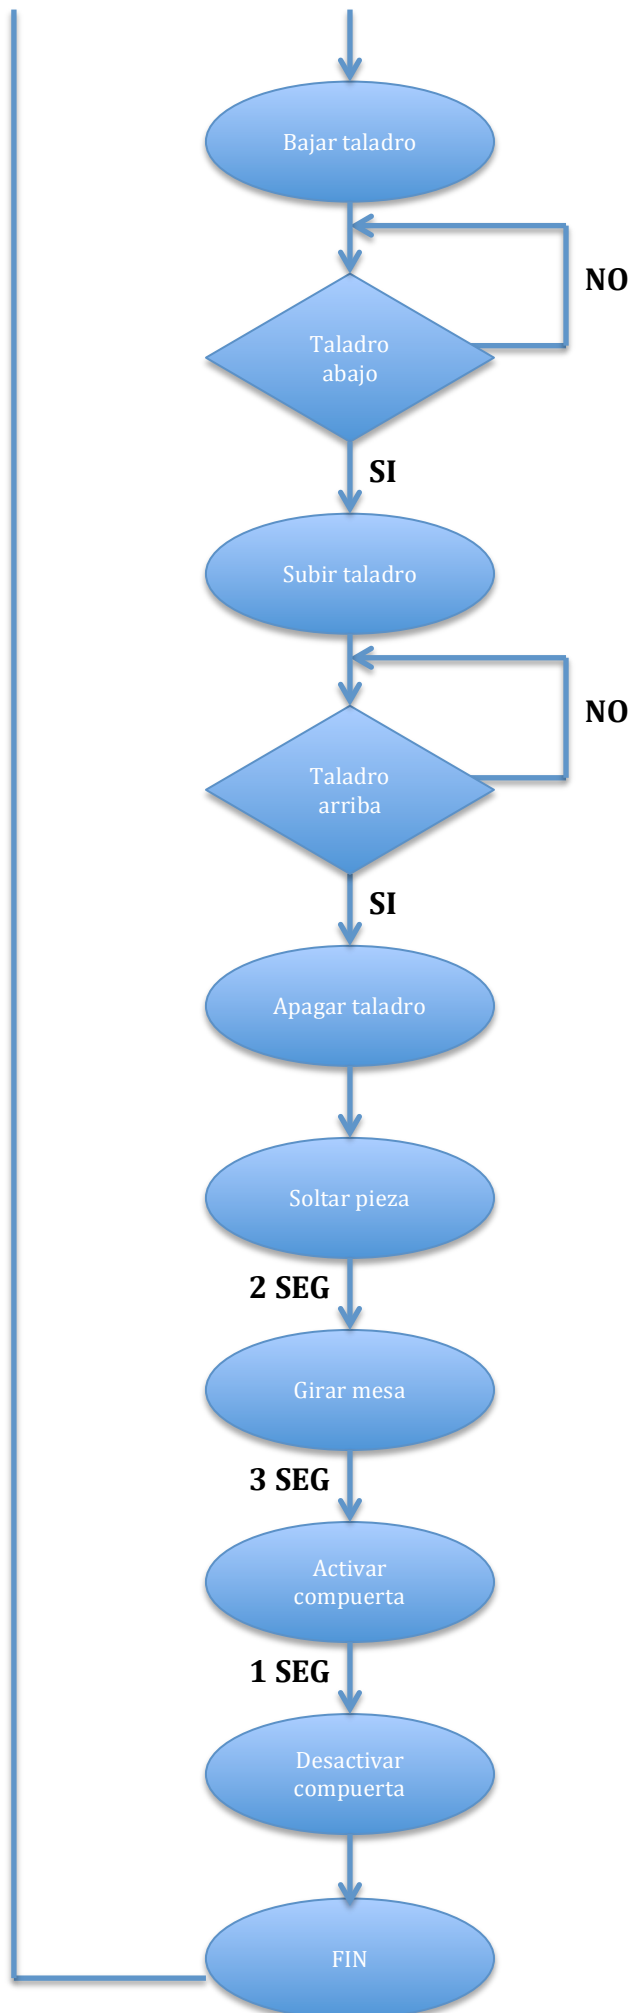 Bajar taladro
NO
Taladro
abajo
SI
Subir taladro
NO
Taladro
arriba
SI
Apagar taladro
Soltar pieza
2 SEG
Girar mesa
3 SEG
Activar
compuerta
1 SEG
Desactivar
compuerta
FIN